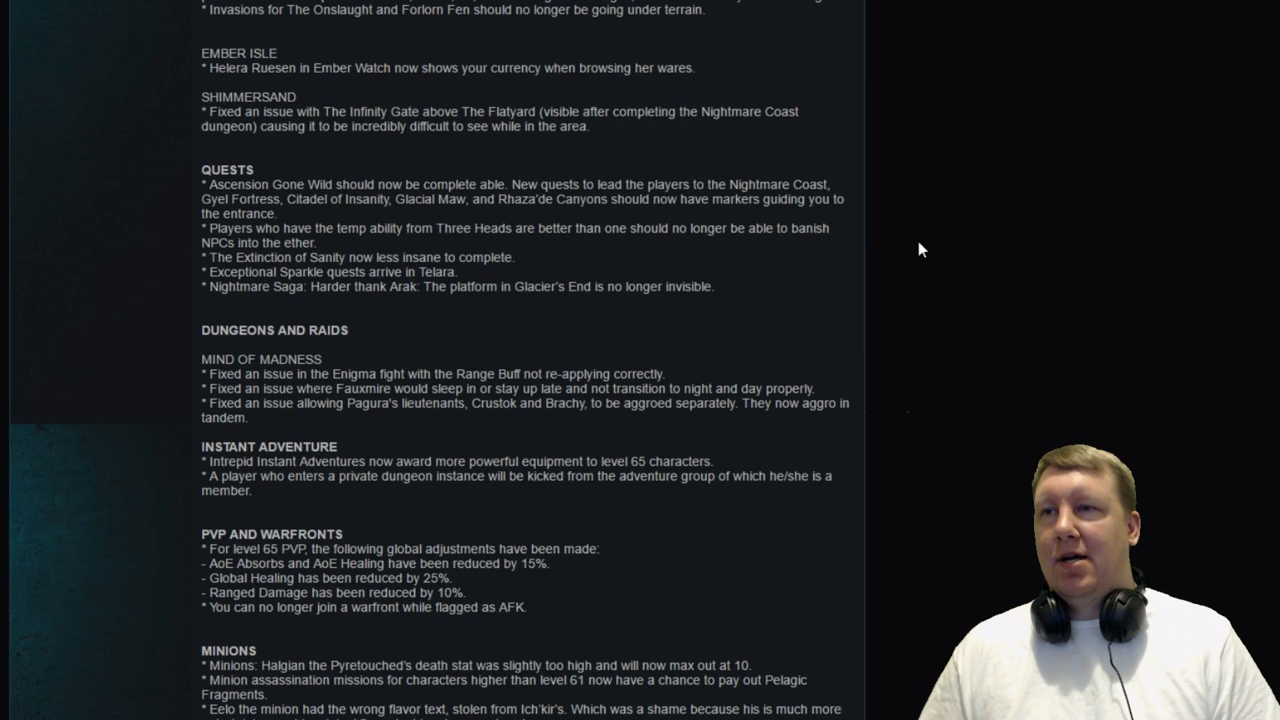 * Invasions for The Onslaught and Forlorn Fen should no longer be going under terrain.
EMBER ISLE
* Helera Ruesen in Ember Watch now shows your currency when browsing her wares.
SHIMMERSAND
* Fixed an issue with The Infinity Gate above The Flatyard (visible after completing the Nightmare Coast
dungeon) causing it to be incredibly difficult to see while in the area.
QUESTS
* Ascension Gone Wild should now be complete able. New quests to lead the players to the Nightmare Coast,
Gyel Fortress, Citadel of Insanity, Glacial Maw, and Rhaza'de Canyons should now have markers guiding you to
the entrance.
* Players who have the temp ability from Three Heads are better than one should no longer be able to banish
NPCs into the ether.
* The Extinction of Sanity now less insane to complete.
* Exceptional Sparkle quests arrive in Telara.
* Nightmare Saga: Harder thank Arak: The platform in Glacier's End is no longer invisible.
DUNGEONS AND RAIDS
MIND OF MADNESS
* Fixed an issue in the Enigma fight with the Range Buff not re-applying correctly.
* Fixed an issue where Fauxmire would sleep in or stay up late and not transition to night and day properly.
* Fixed an issue allowing Pagura's lieutenants, Crustok and Brachy, to be aggroed separately. They now aggro in
tandem.
INSTANT ADVENTURE
* Intrepid Instant Adventures now award more powerful equipment to level 65 characters.
* A player who enters a private dungeon instance will be kicked from the adventure group of which he/she is a
member.
PVP AND WARFRONTS
* For level 65 PVP, the following global adjustments have been made:
- AoE Absorbs and AoE Healing have been reduced by 15%.
- Global Healing has been reduced by 25%.
- Ranged Damage has been reduced by 10%.
* You can no longer join a warfront while flagged as AFK.
MINIONS
* Minions: Halgian the Pyretouched's death stat was slightly too high and will now max out at 10.
* Minion assassination missions for characters higher than level 61 now have a chance to pay out Pelagic
Fragments.
* Eelo the minion had the wrong flavor text, stolen from Ich'kir's. Which was a shame because his is much more